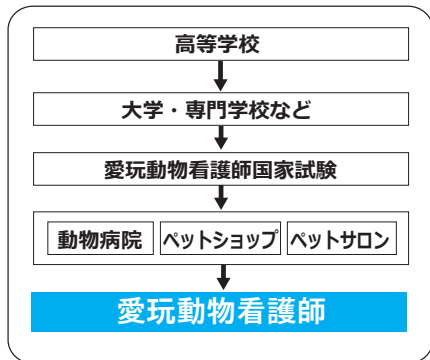 高等学校
大学・専門学校など
愛玩動物看護師国家試験
動物病院 ペットショップ ペットサロン
愛玩動物看護師